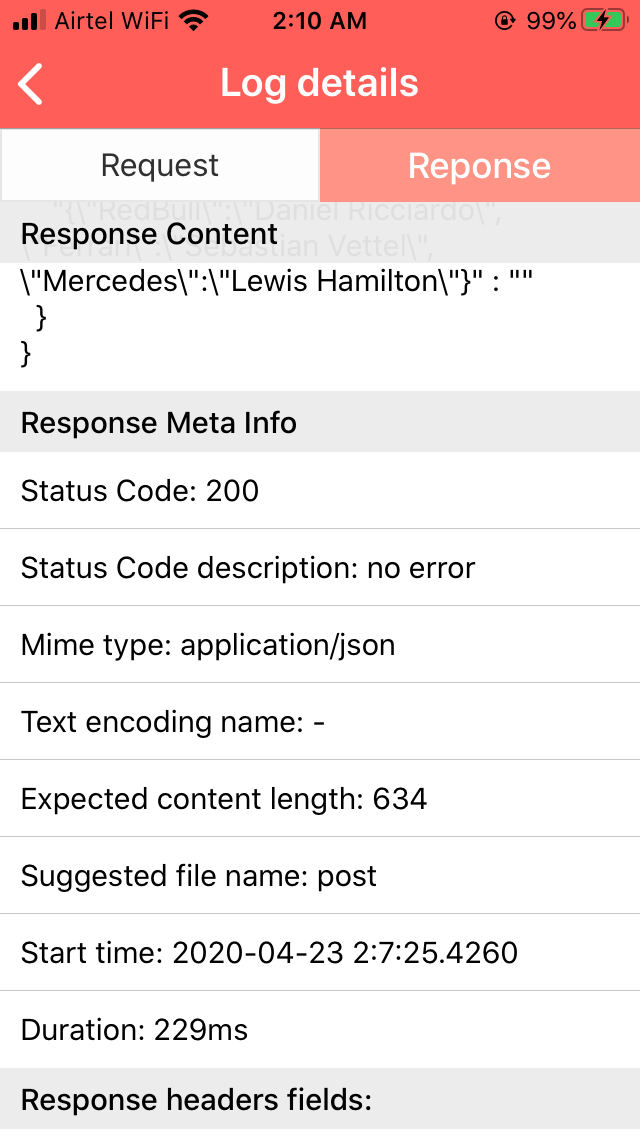 Airtel WiFi 2:10 AM 99%
Log details
Request Reponse
"{\"RedBull\":\"Daniel Ricciardo\",
Response Content
\"Ferrari\":\"Sebastian Vettel\",
\"Mercedes\":\"Lewis Hamilton\"}" : ""
}
}
Response Meta Info
Status Code: 200
Status Code description: no error
Mime type: application/json
Text encoding name: -
Expected content length: 634
Suggested file name: post
Start time: 2020-04-23 2:7:25.4260
Duration: 229ms
Response headers fields: